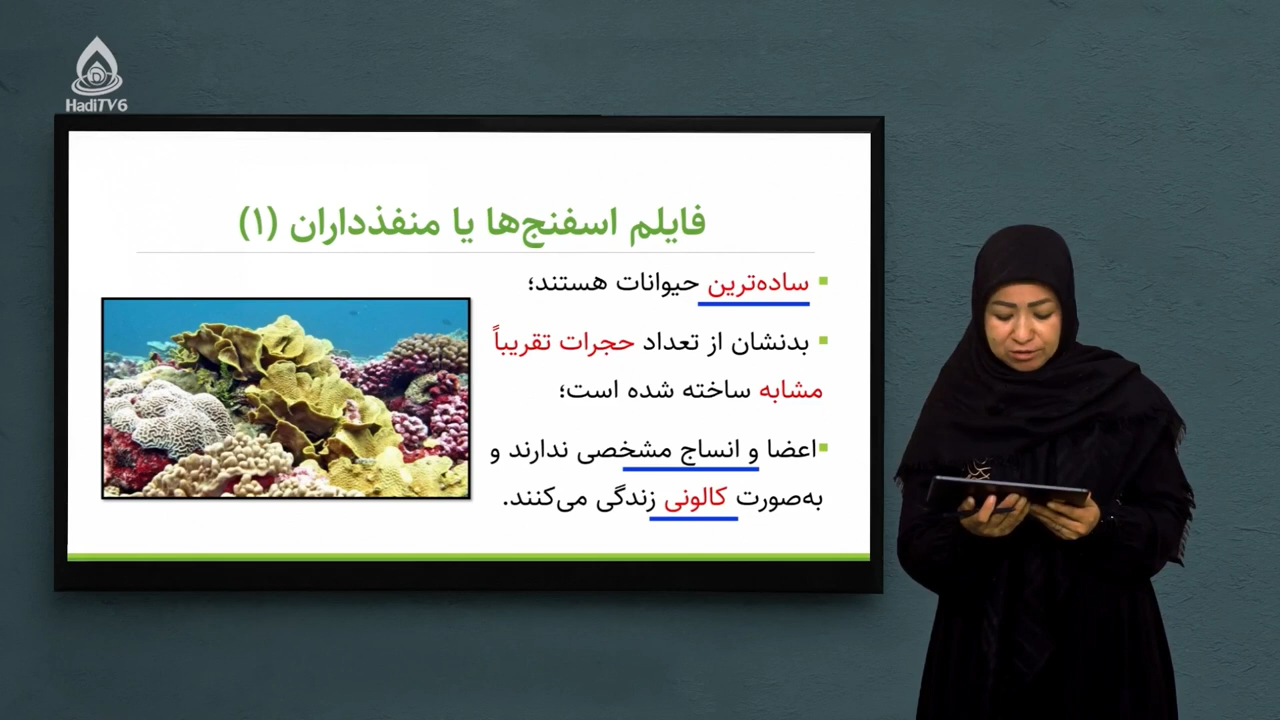 HadiTV6
فایلم اسفنج‌ها یا منفذداران (۱)
ساده‌ترین حیوانات هستند؛
بدنشان از تعداد حجرات تقریباً
مشابه ساخته شده است؛
اعضا و انساج مشخصی ندارند و
به‌صورت کالونی زندگی می‌کنند.